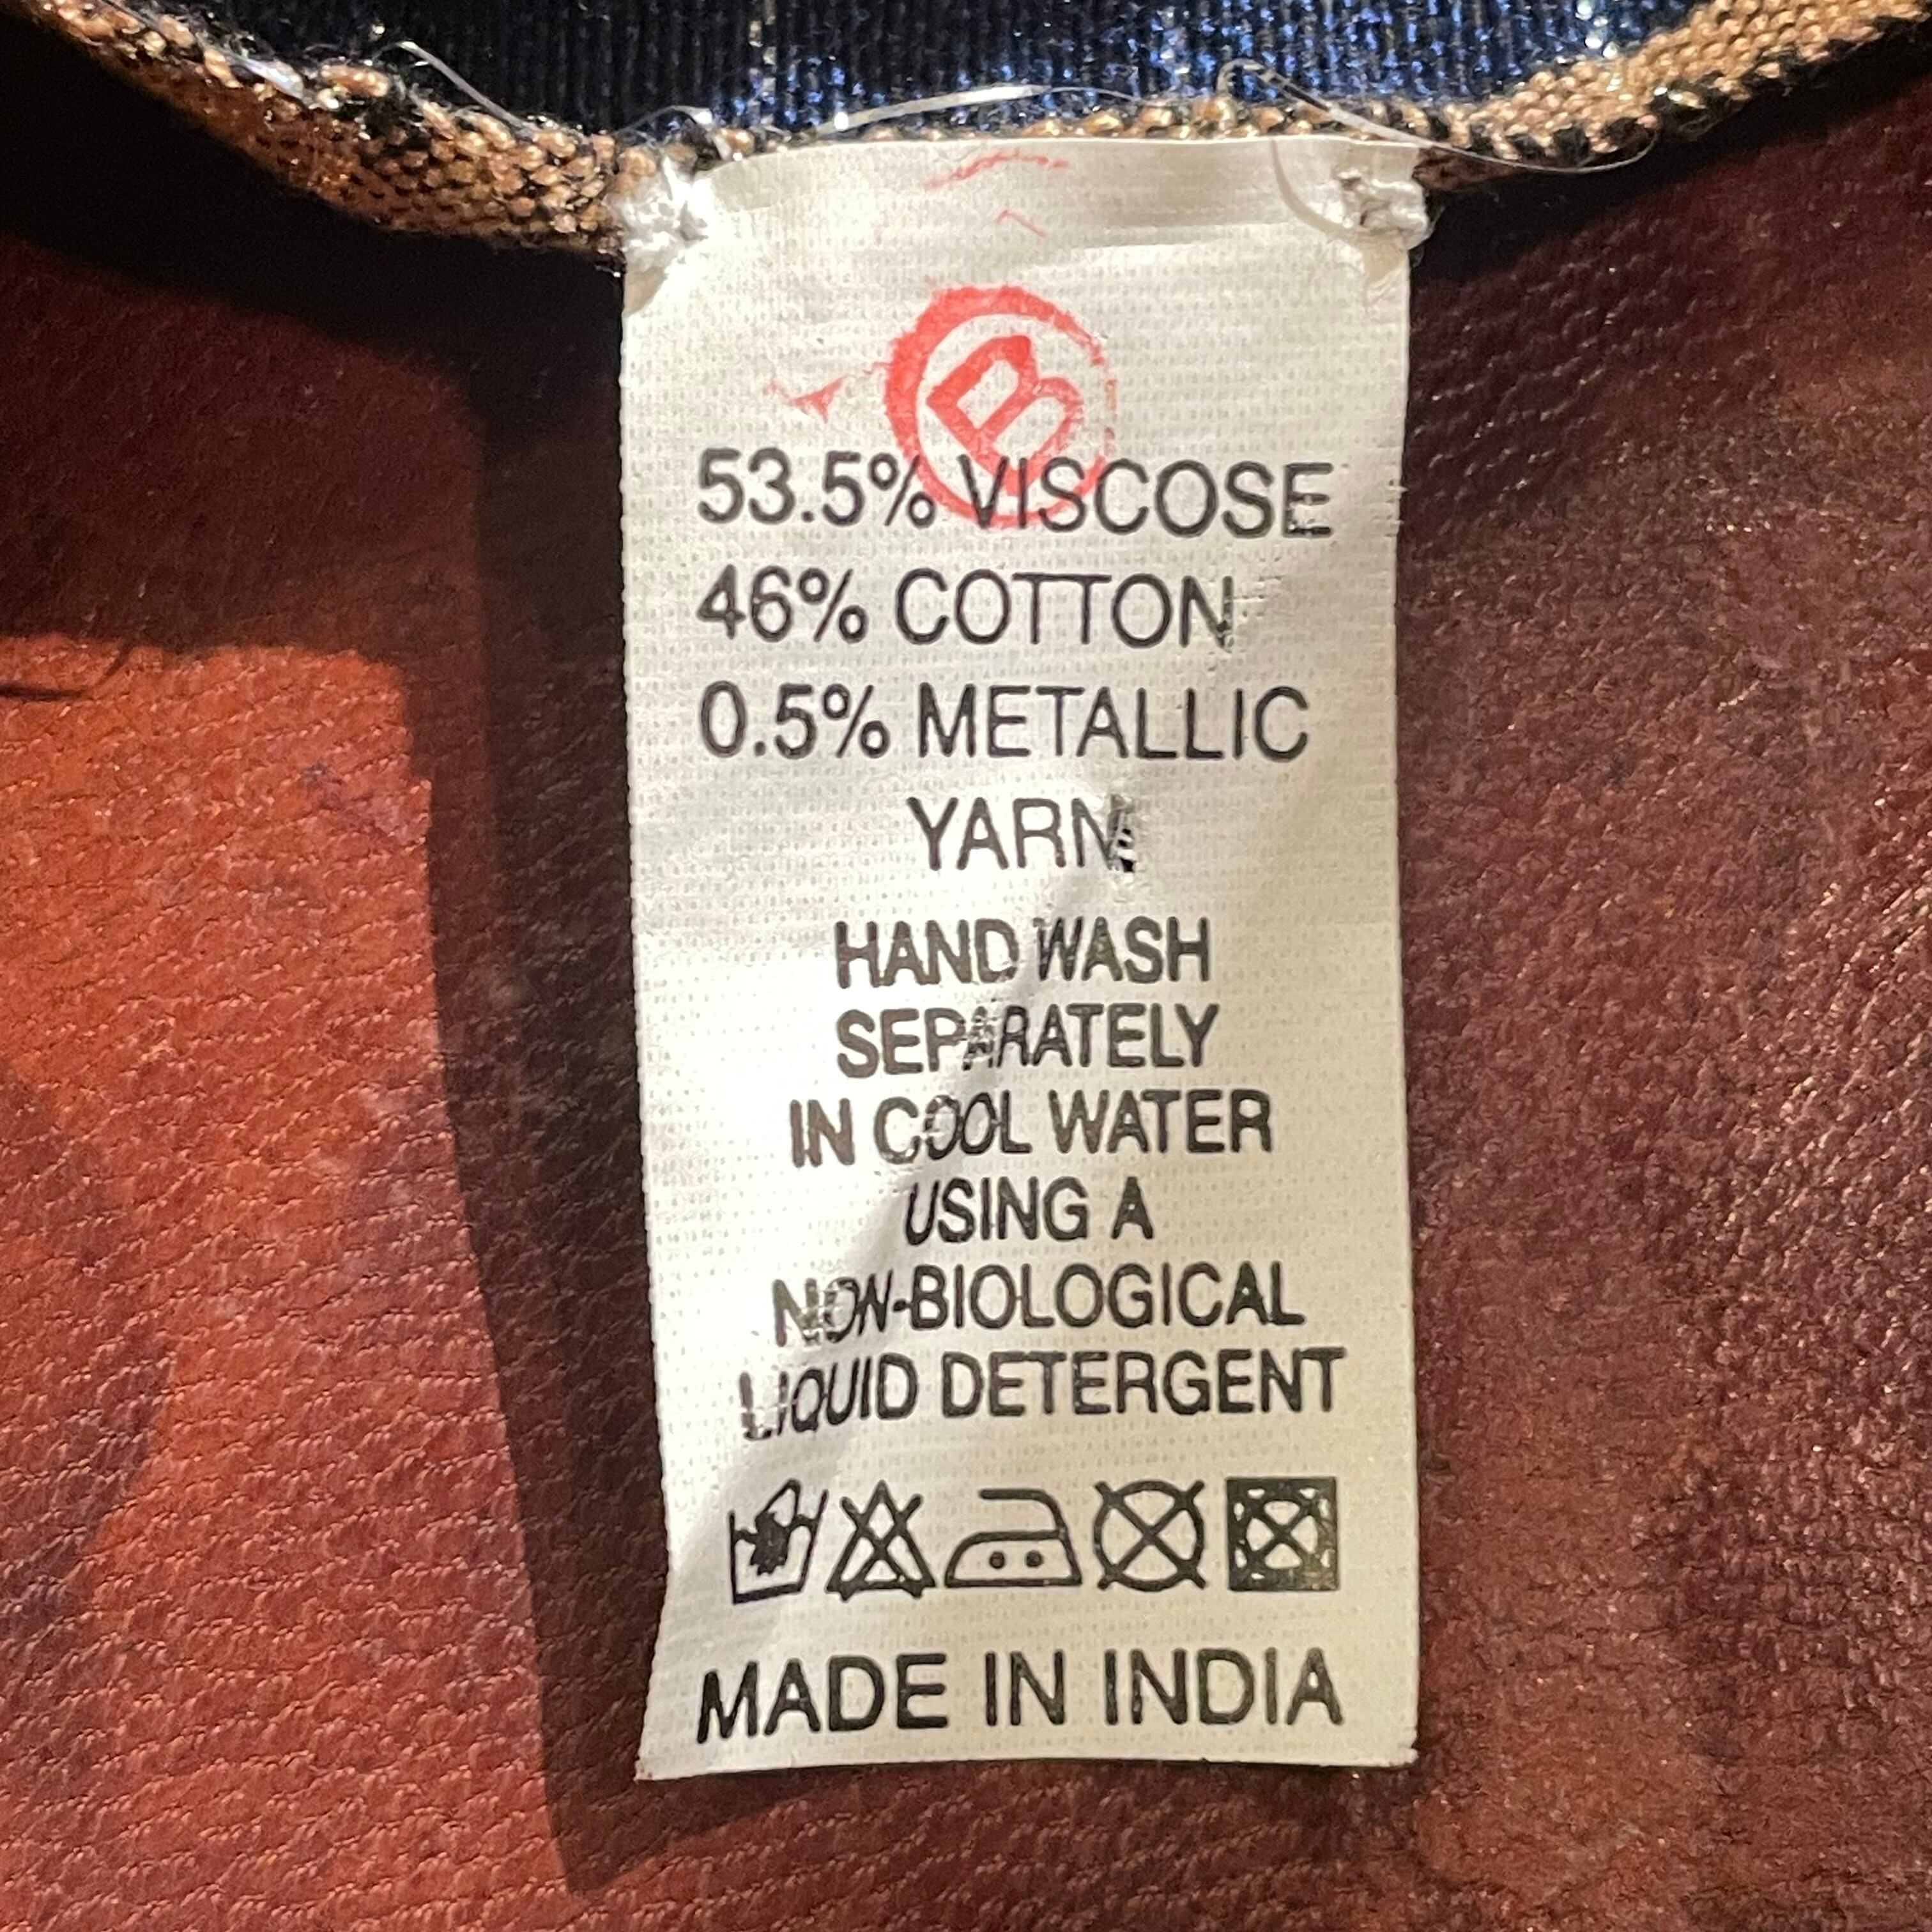 B
53.5% VISCOSE
46% COTTON
0.5% METALLIC
YARN
HAND WASH
SEPARATELY
IN COOL WATER
USING A
NON-BIOLOGICAL
LIQUID DETERGENT
MADE IN INDIA